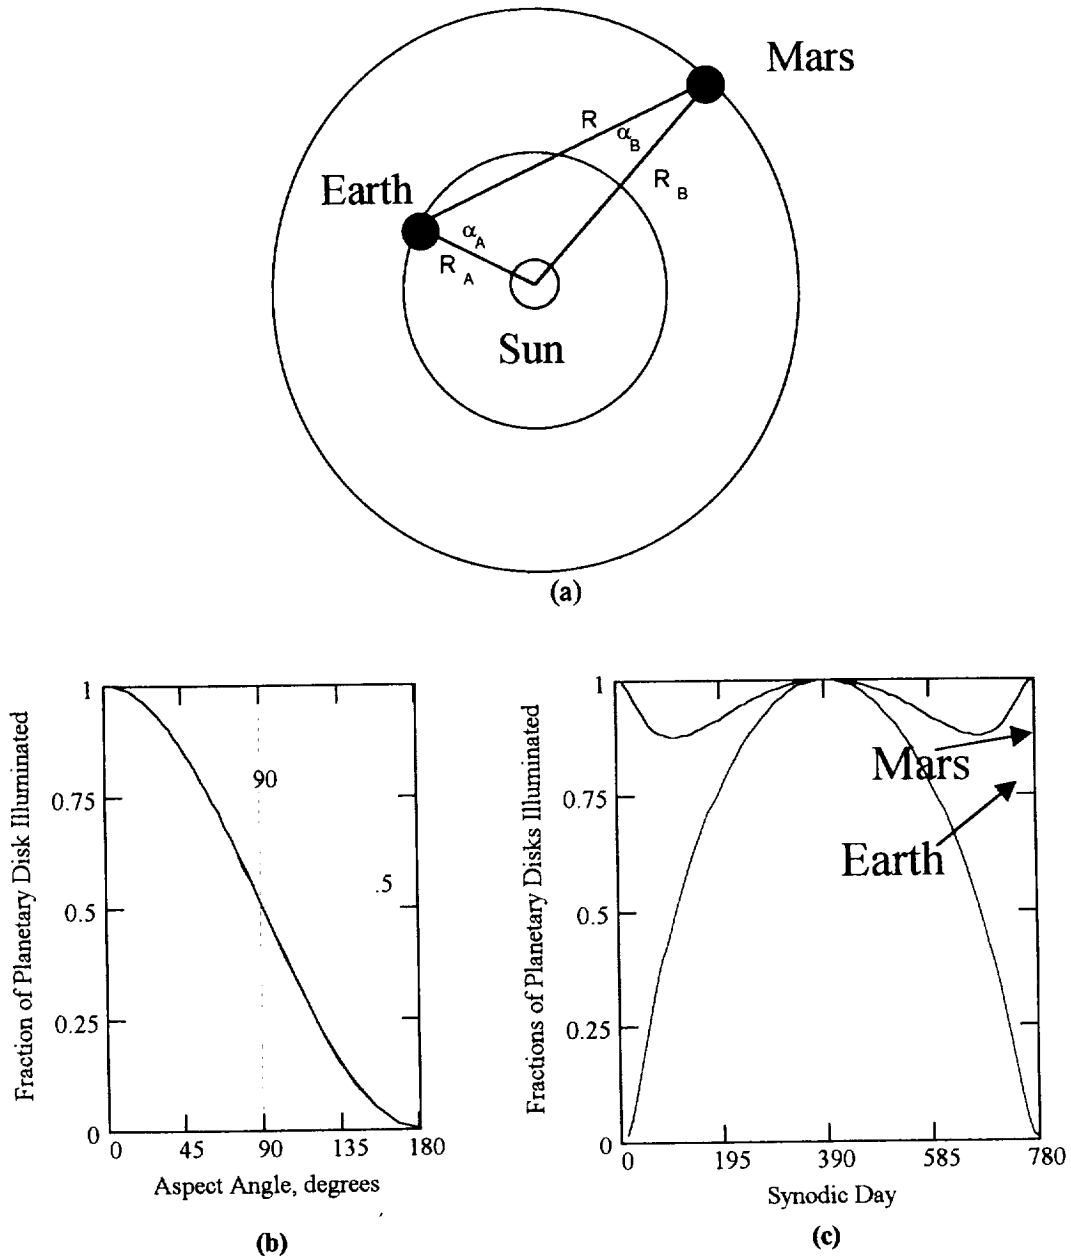 Mars
R
α_B
R_B
Earth
α_A
R_A
Sun
(a)
Fraction of Planetary Disk Illuminated
1
0.75
0.5
0.25
0
90
.5
0
45
90
135
180
Aspect Angle, degrees
(b)
Fractions of Planetary Disks Illuminated
1
0.75
0.5
0.25
0
Mars
Earth
0
195
390
585
780
Synodic Day
(c)